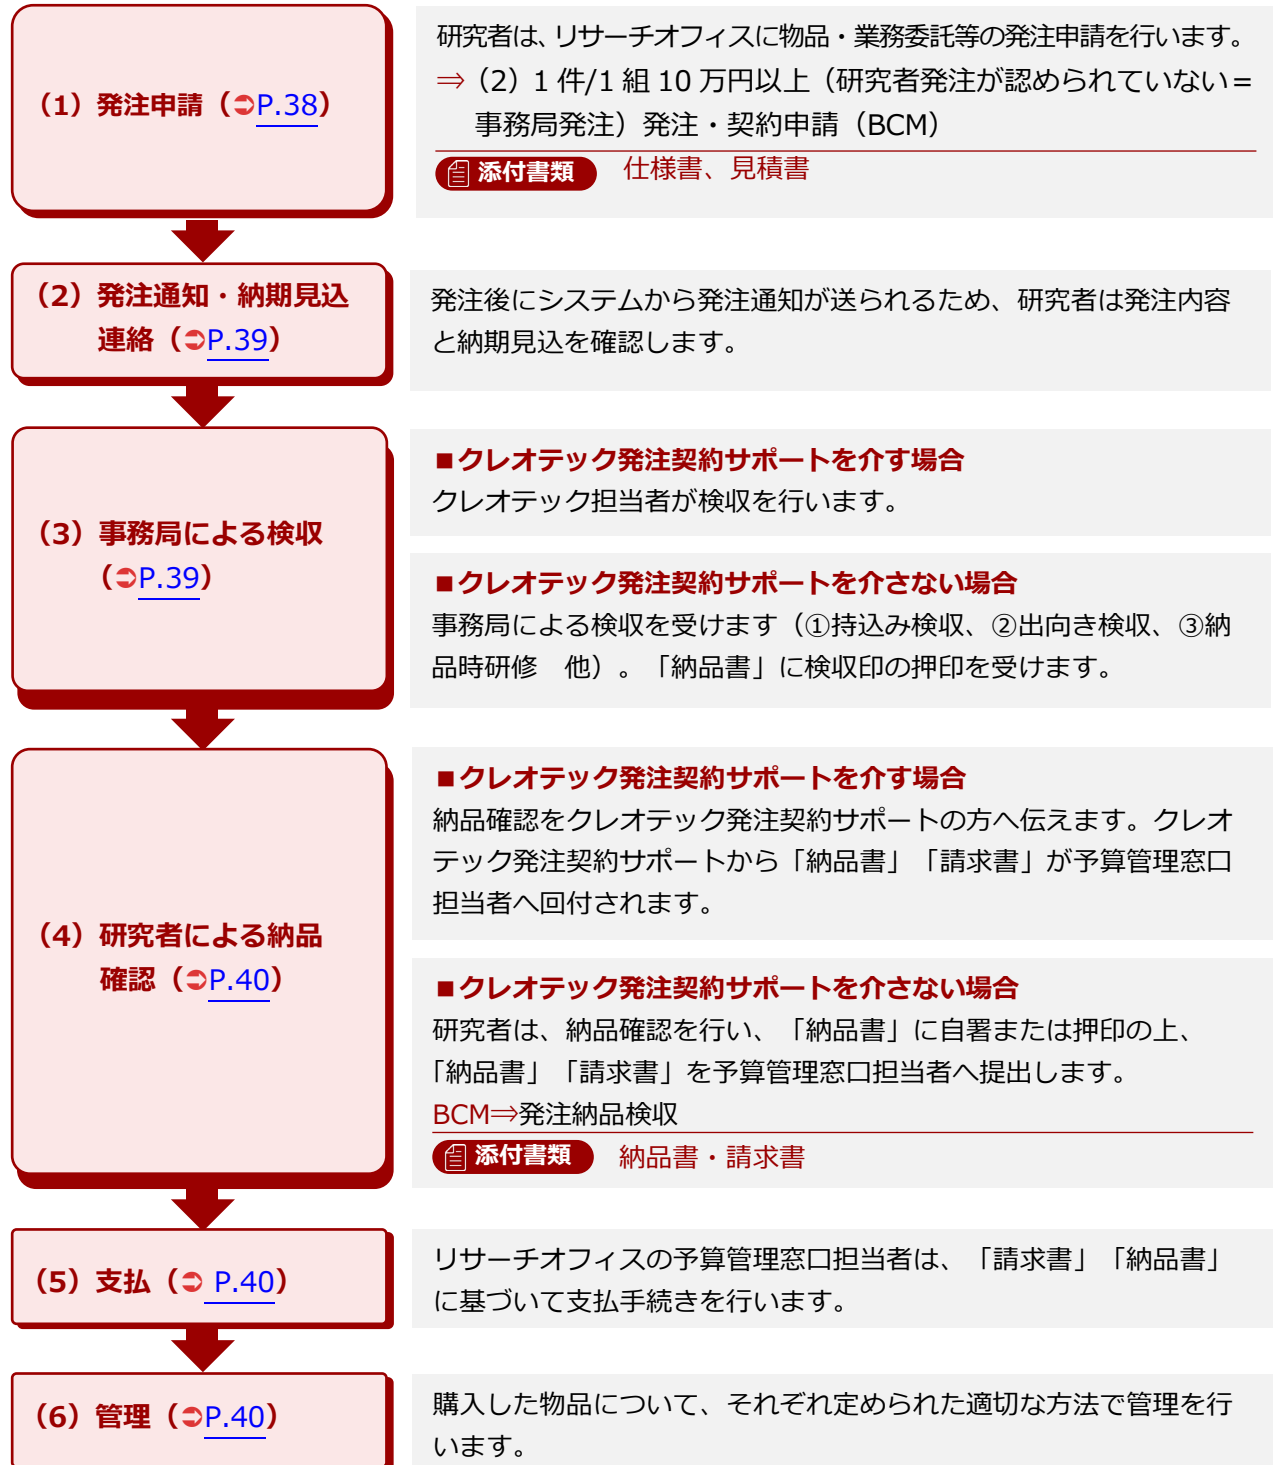 （1）発注申請（➲P.38）
研究者は、リサーチオフィスに物品・業務委託等の発注申請を行います。
⇒（2）1 件/1 組 10 万円以上（研究者発注が認められていない＝
事務局発注）発注・契約申請（BCM）
添付書類　仕様書、見積書
（2）発注通知・納期見込
連絡（➲P.39）
発注後にシステムから発注通知が送られるため、研究者は発注内容
と納期見込を確認します。
（3）事務局による検収
（➲P.39）
■クレオテック発注契約サポートを介す場合
クレオテック担当者が検収を行います。
■クレオテック発注契約サポートを介さない場合
事務局による検収を受けます（①持込み検収、②出向き検収、③納
品時研修　他）。「納品書」に検収印の押印を受けます。
（4）研究者による納品
確認（➲P.40）
■クレオテック発注契約サポートを介す場合
納品確認をクレオテック発注契約サポートの方へ伝えます。クレオ
テック発注契約サポートから「納品書」「請求書」が予算管理窓口
担当者へ回付されます。
■クレオテック発注契約サポートを介さない場合
研究者は、納品確認を行い、「納品書」に自署または押印の上、
「納品書」「請求書」を予算管理窓口担当者へ提出します。
BCM⇒発注納品検収
添付書類　納品書・請求書
（5）支払（➲ P.40）
リサーチオフィスの予算管理窓口担当者は、「請求書」「納品書」
に基づいて支払手続きを行います。
（6）管理（➲P.40）
購入した物品について、それぞれ定められた適切な方法で管理を行
います。